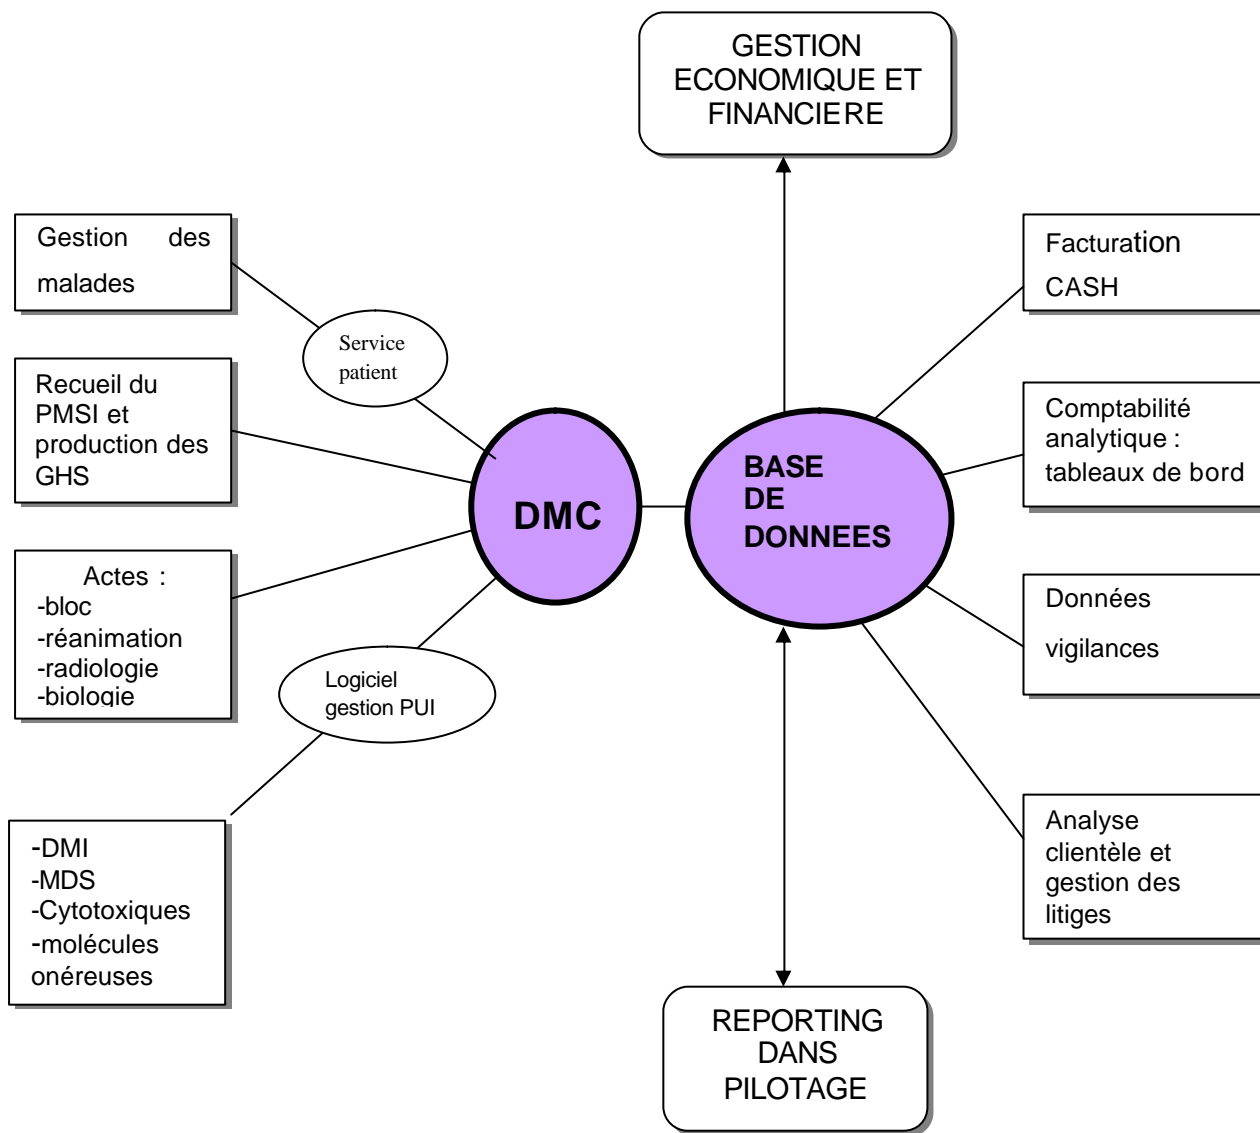 GESTION
ECONOMIQUE ET
FINANCIERE
Gestion des
malades
Service
patient
Recueil du
PMSI et
production des
GHS
Actes :
-bloc
-réanimation
-radiologie
-biologie
Logiciel
gestion PUI
-DMI
-MDS
-Cytotoxiques
-molécules
onéreuses
DMC
BASE
DE
DONNEES
Facturation
CASH
Comptabilité
analytique :
tableaux de bord
Données
vigilances
Analyse
clientèle et
gestion des
litiges
REPORTING
DANS
PILOTAGE